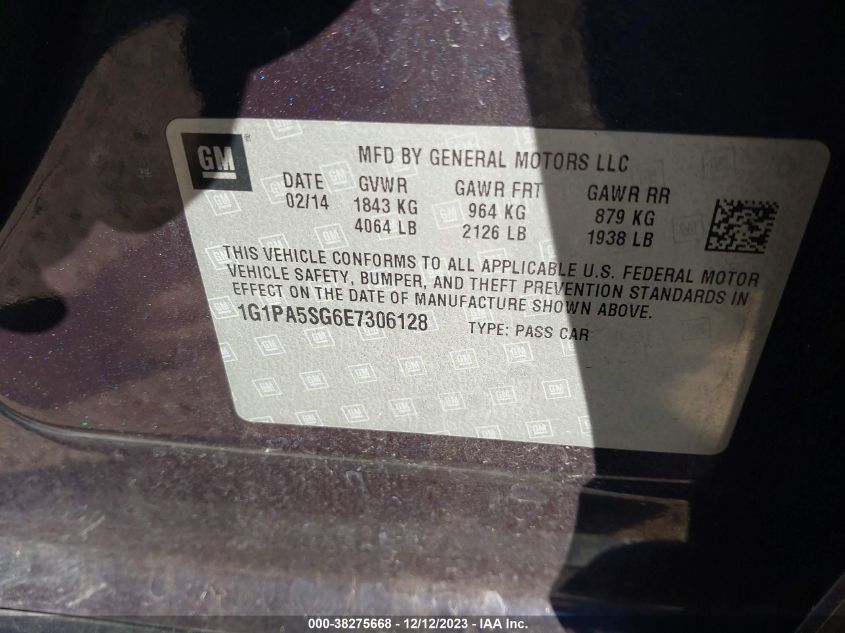 GM®
MFD BY GENERAL MOTORS LLC
DATE GVWR GAWR FRT GAWR RR
02/14 1843 KG 964 KG 879 KG
4064 LB 2126 LB 1938 LB
THIS VEHICLE CONFORMS TO ALL APPLICABLE U.S. FEDERAL MOTOR
VEHICLE SAFETY, BUMPER, AND THEFT PREVENTION STANDARDS IN
EFFECT ON THE DATE OF MANUFACTURE SHOWN ABOVE.
1G1PA5SG6E7306128 TYPE: PASS CAR
000-38275668 - 12/12/2023 - IAA Inc.